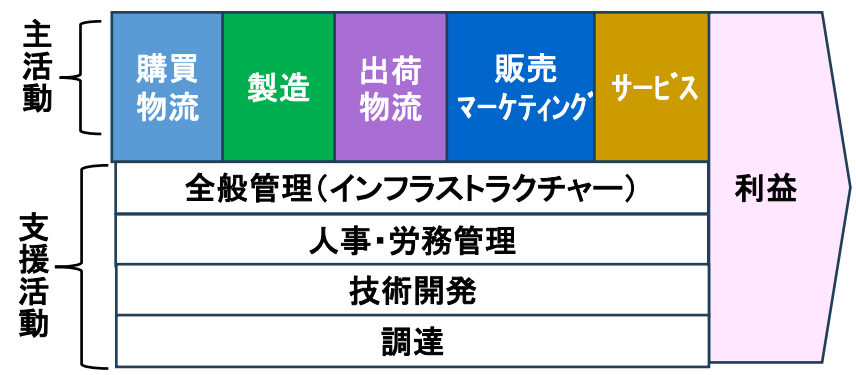 主活動
購買
物流
製造
出荷
物流
販売
マーケティング
サービス
支援活動
全般管理（インフラストラクチャー）
人事・労務管理
技術開発
調達
利益